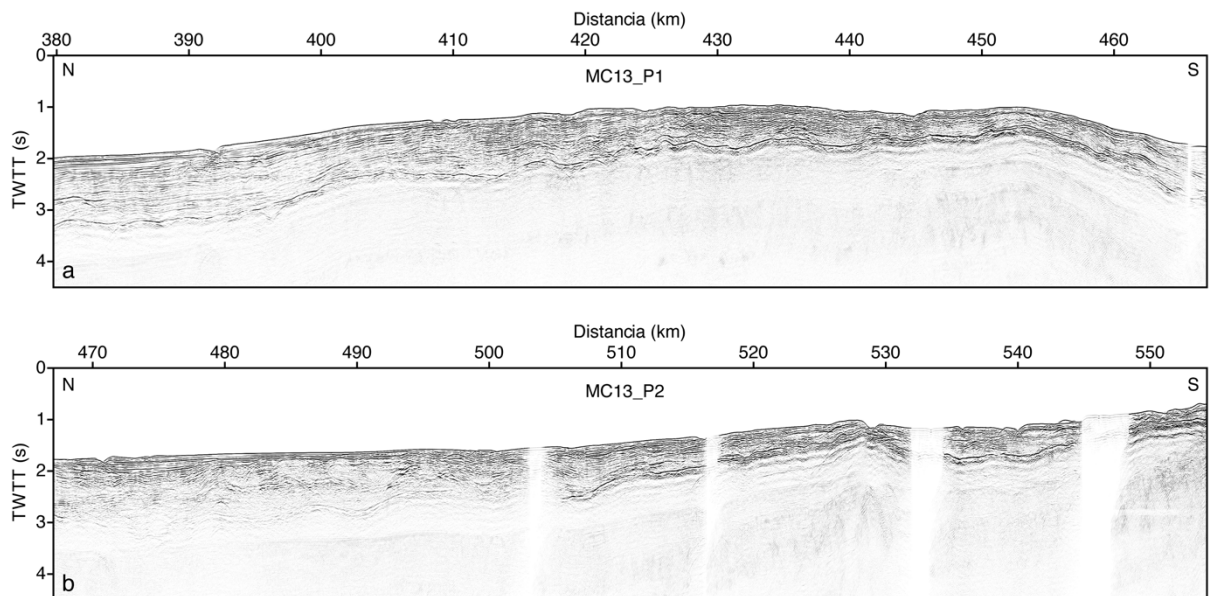 Distancia (km)
380 390 400 410 420 430 440 450 460
0 N MC13_P1 S
1
2
TWTT (s)
3
4
a
Distancia (km)
470 480 490 500 510 520 530 540 550
0 N MC13_P2 S
1
2
TWTT (s)
3
4
b